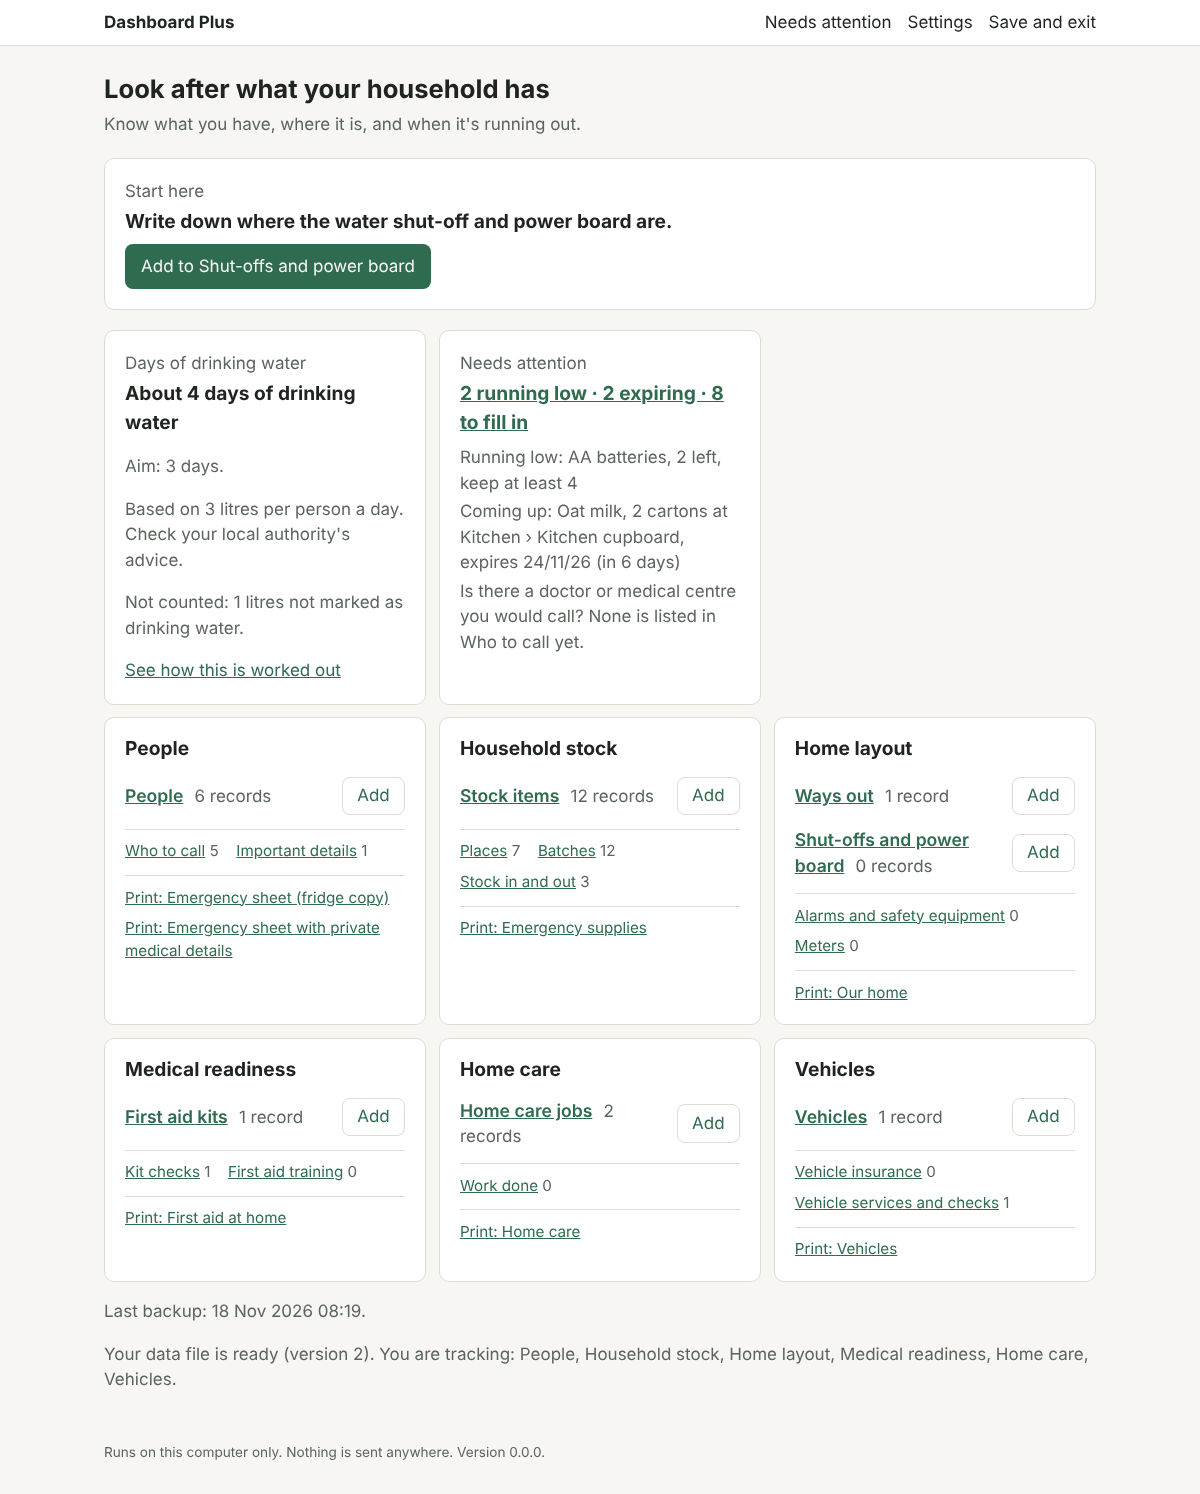 Dashboard Plus
Needs attention Settings Save and exit
Look after what your household has
Know what you have, where it is, and when it's running out.
Start here
Write down where the water shut-off and power board are.
Add to Shut-offs and power board
Days of drinking water
About 4 days of drinking
water
Aim: 3 days.
Based on 3 litres per person a day.
Check your local authority's
advice.
Not counted: 1 litres not marked as
drinking water.
See how this is worked out
Needs attention
2 running low · 2 expiring · 8
to fill in
Running low: AA batteries, 2 left,
keep at least 4
Coming up: Oat milk, 2 cartons at
Kitchen › Kitchen cupboard,
expires 24/11/26 (in 6 days)
Is there a doctor or medical centre
you would call? None is listed in
Who to call yet.
People
People 6 records Add
Who to call 5 Important details 1
Print: Emergency sheet (fridge copy)
Print: Emergency sheet with private
medical details
Household stock
Stock items 12 records Add
Places 7 Batches 12
Stock in and out 3
Print: Emergency supplies
Home layout
Ways out 1 record Add
Shut-offs and power
board 0 records Add
Alarms and safety equipment 0
Meters 0
Print: Our home
Medical readiness
First aid kits 1 record Add
Kit checks 1 First aid training 0
Print: First aid at home
Home care
Home care jobs 2
records Add
Work done 0
Print: Home care
Vehicles
Vehicles 1 record Add
Vehicle insurance 0
Vehicle services and checks 1
Print: Vehicles
Last backup: 18 Nov 2026 08:19.
Your data file is ready (version 2). You are tracking: People, Household stock, Home layout, Medical readiness, Home care,
Vehicles.
Runs on this computer only. Nothing is sent anywhere. Version 0.0.0.